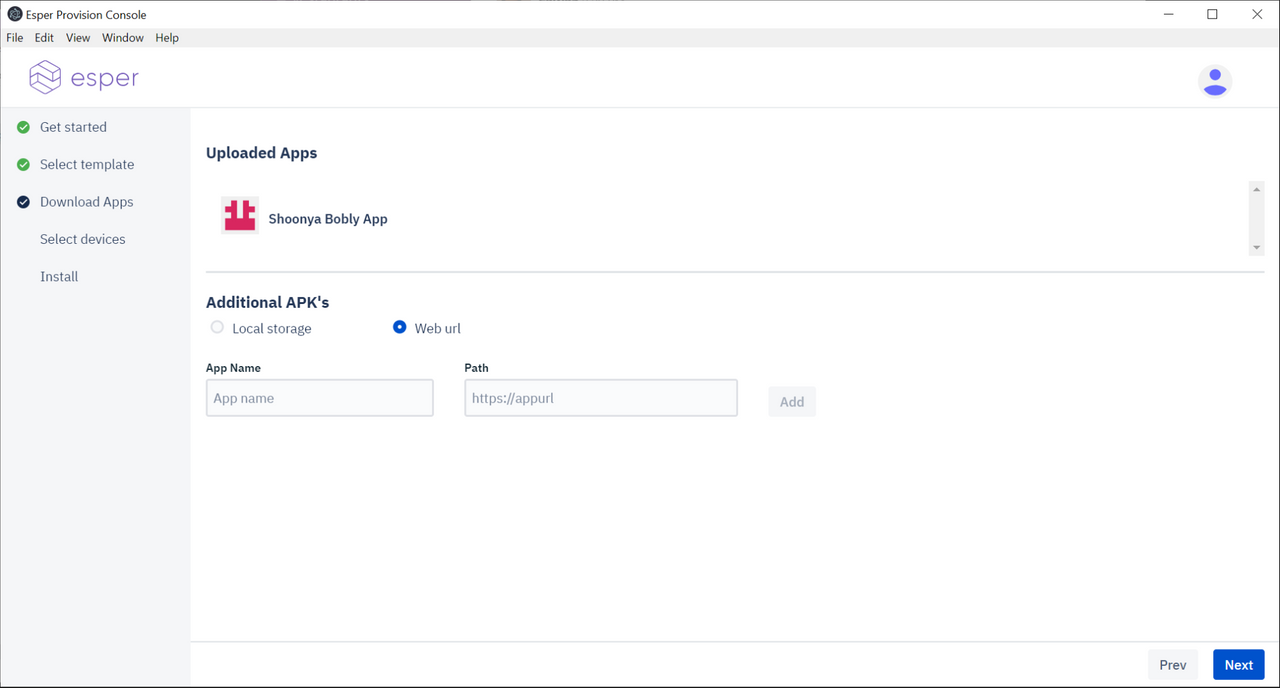 Esper Provision Console
File Edit View Window Help
esper
Get started
Select template
Download Apps
Select devices
Install
Uploaded Apps
Shoonya Bobly App
Additional APK's
Local storage Web url
App Name Path
App name https://appurl Add
Prev Next